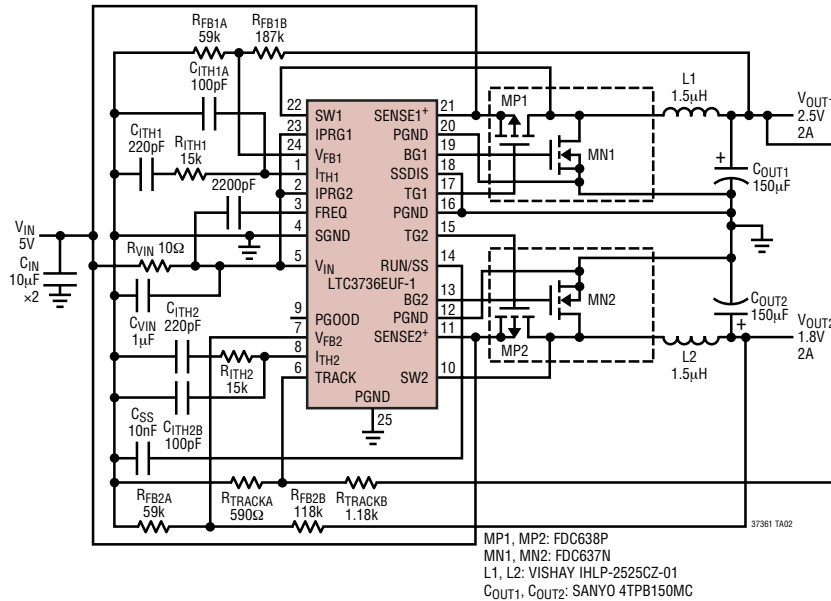 RFB1A
59k
RFB1B
187k
CITH1A
100pF
CITH1
220pF
RITH1
15k
2200pF
VIN
5V
CIN
10µF
×2
RVIN 10Ω
CVIN
1µF
CITH2
220pF
RITH2
15k
CSS
10nF
CITH2B
100pF
RFB2A
59k
RTRACKA
590Ω
RFB2B
118k
RTRACKB
1.18k
22 SW1
23 IPRG1
24 VFB1
1 ITH1
2 IPRG2
3 FREQ
4 SGND
5 VIN
LTC3736EUF-1
9 PGOOD
7 VFB2
8 ITH2
6 TRACK
SENSE1+ 21
PGND 20
BG1 19
SSDIS 18
TG1 17
PGND 16
TG2 15
RUN/SS 14
BG2 13
PGND 12
SENSE2+ 11
SW2 10
PGND
25
MP1
MN1
MN2
MP2
L1
1.5µH
VOUT1
2.5V
2A
+
COUT1
150µF
COUT2
150µF
+
VOUT2
1.8V
2A
L2
1.5µH
37361 TA02
MP1, MP2: FDC638P
MN1, MN2: FDC637N
L1, L2: VISHAY IHLP-2525CZ-01
COUT1, COUT2: SANYO 4TPB150MC